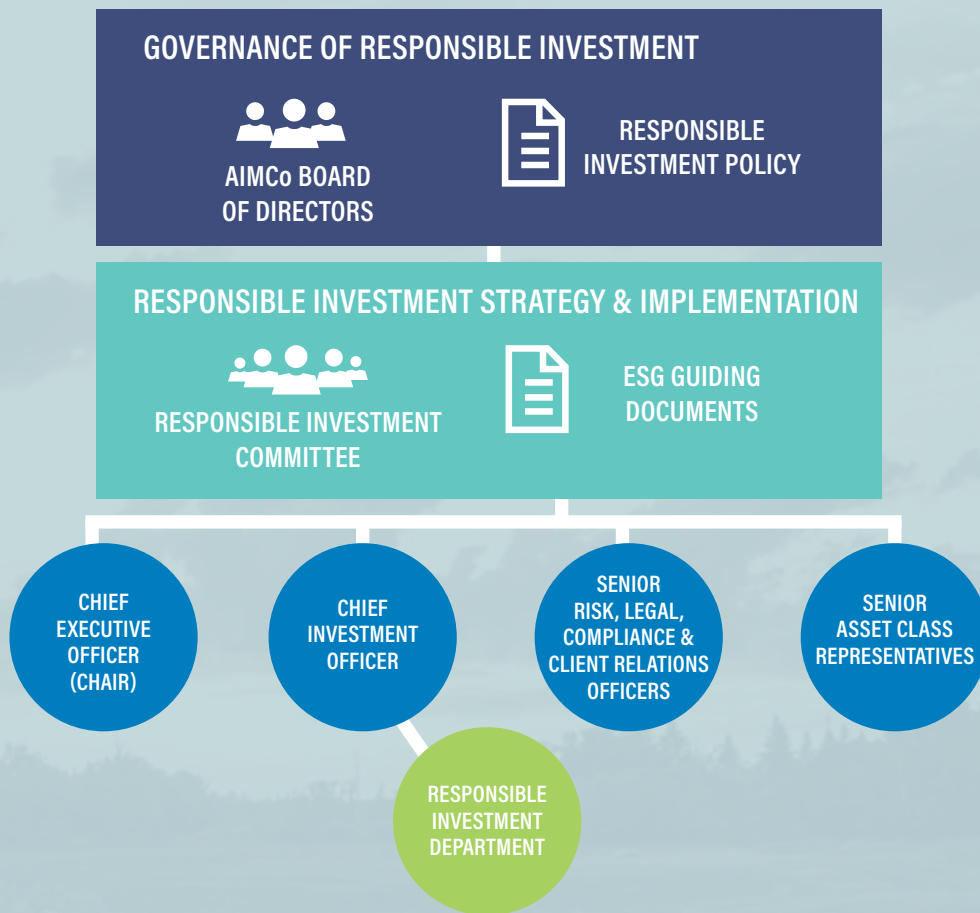 GOVERNANCE OF RESPONSIBLE INVESTMENT
AIMCo BOARD
OF DIRECTORS
RESPONSIBLE
INVESTMENT POLICY
RESPONSIBLE INVESTMENT STRATEGY & IMPLEMENTATION
RESPONSIBLE INVESTMENT
COMMITTEE
ESG GUIDING
DOCUMENTS
CHIEF
EXECUTIVE
OFFICER
(CHAIR)
CHIEF
INVESTMENT
OFFICER
SENIOR
RISK, LEGAL,
COMPLIANCE &
CLIENT RELATIONS
OFFICERS
SENIOR
ASSET CLASS
REPRESENTATIVES
RESPONSIBLE
INVESTMENT
DEPARTMENT